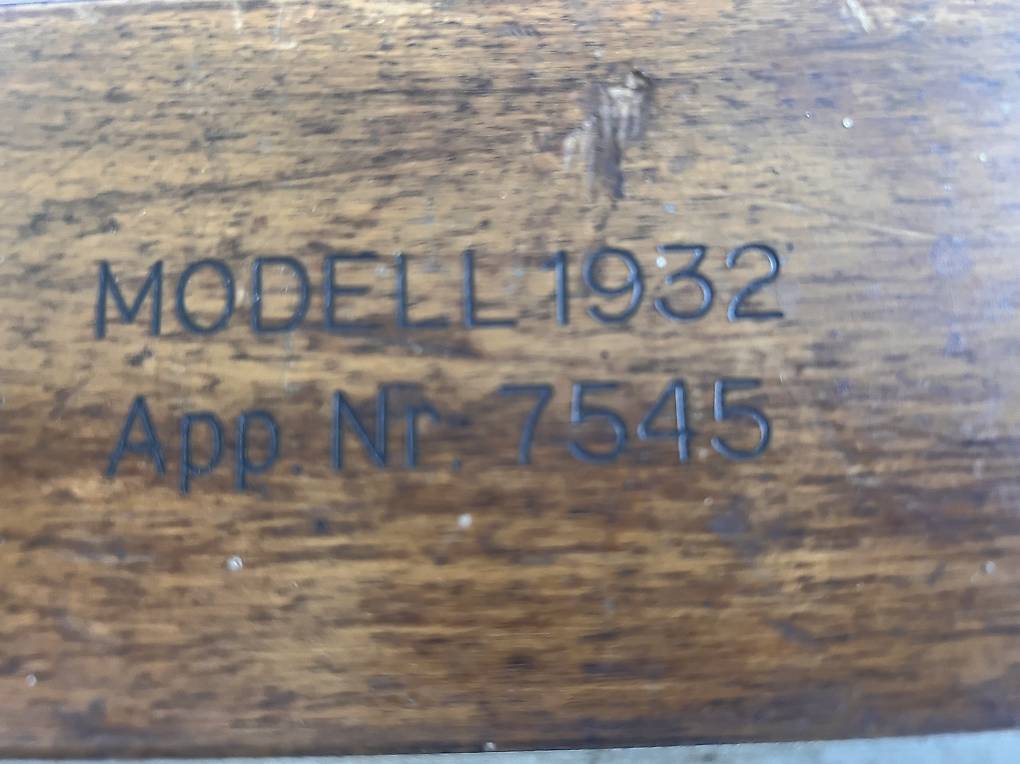 MODELL 1932
App. Nr. 7545